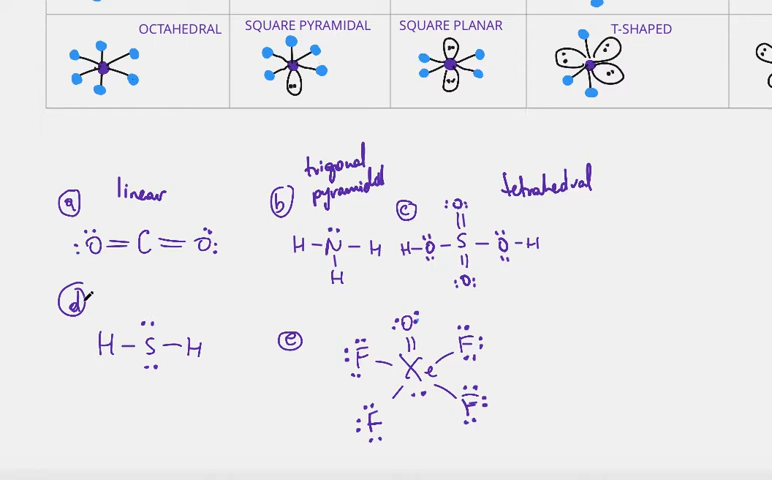 OCTAHEDRAL SQUARE PYRAMIDAL SQUARE PLANAR T-SHAPED
a linear
b trigonal
pyramidal
c tetrahedral
:Ö=C=Ö:
H-N̈-H
H
:O:
H-Ö-S-Ö-H
:O:
d
H-S̈-H
e
:O:
:F̈ F̈:
Xe
:F̈ F̈: